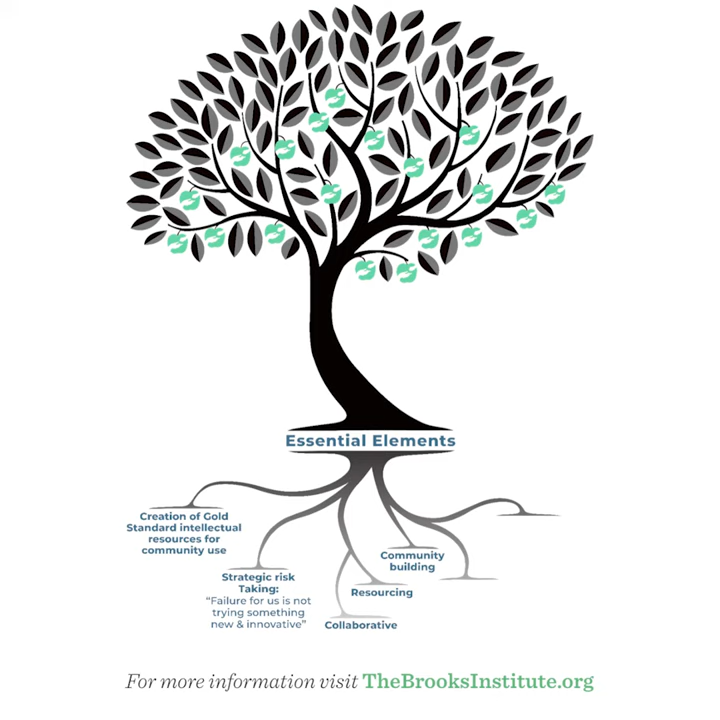 Essential Elements
Creation of Gold
Standard intellectual
resources for
community use
Strategic risk
Taking:
“Failure for us is not
trying something
new & innovative”
Collaborative
Resourcing
Community
building
For more information visit TheBrooksInstitute.org